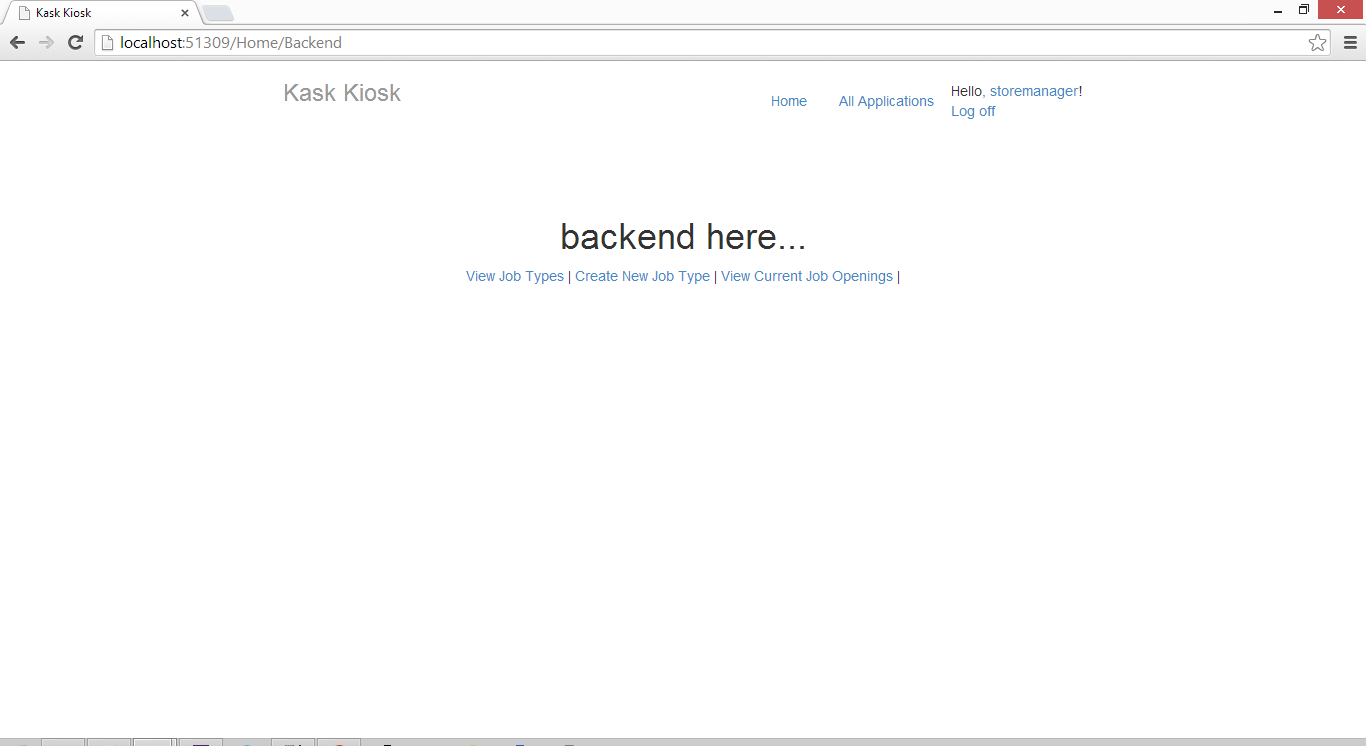 Kask Kiosk
localhost:51309/Home/Backend
Kask Kiosk
Home
All Applications
Hello, storemanager!
Log off
backend here...
View Job Types | Create New Job Type | View Current Job Openings |